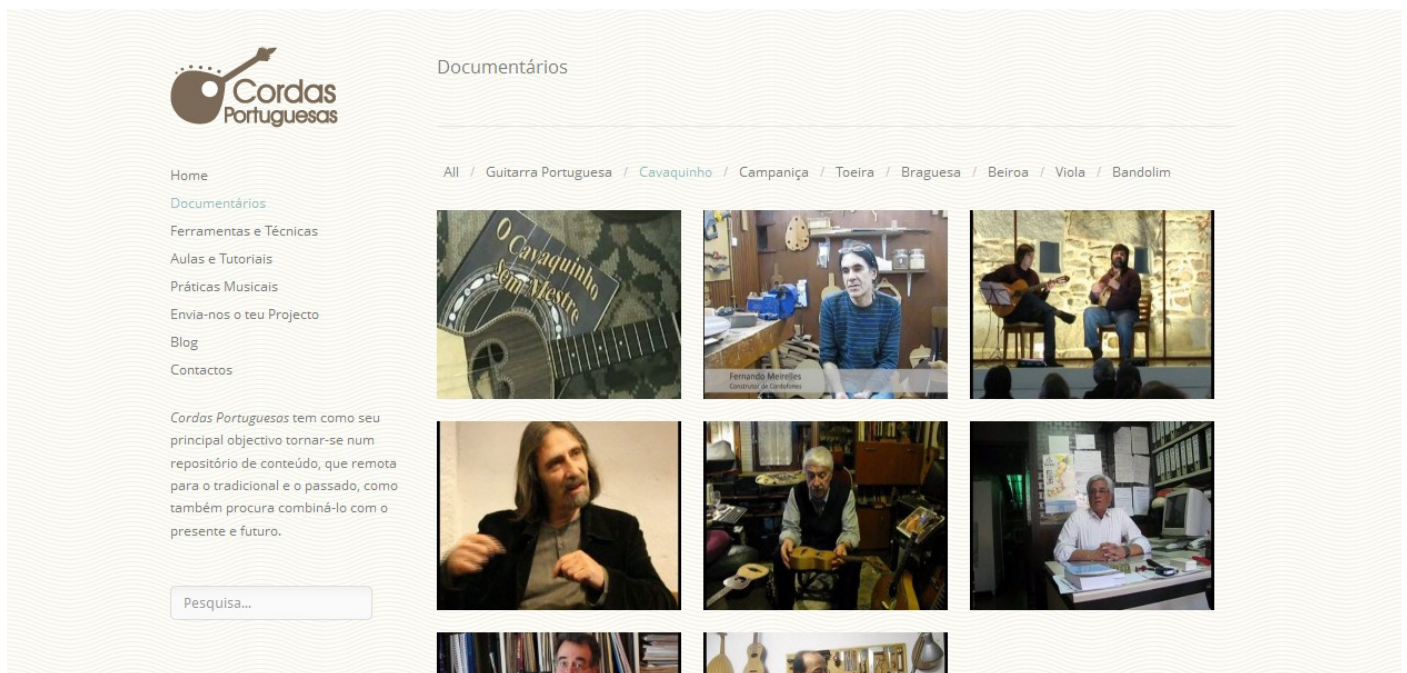 Cordas
Portuguesas
Documentários
Home
Documentários
Ferramentas e Técnicas
Aulas e Tutoriais
Práticas Musicais
Envia-nos o teu Projecto
Blog
Contactos
Cordas Portuguesas tem como seu
principal objectivo tornar-se num
repositório de conteúdo, que remota
para o tradicional e o passado, como
também procura combiná-lo com o
presente e futuro.
Pesquisa...
All / Guitarra Portuguesa / Cavaquinho / Campaniça / Toeira / Braguesa / Beiroa / Viola / Bandolim
O Cavaquinho
sem Mestre
Fernando Meirelles
Construtor de Cordofones